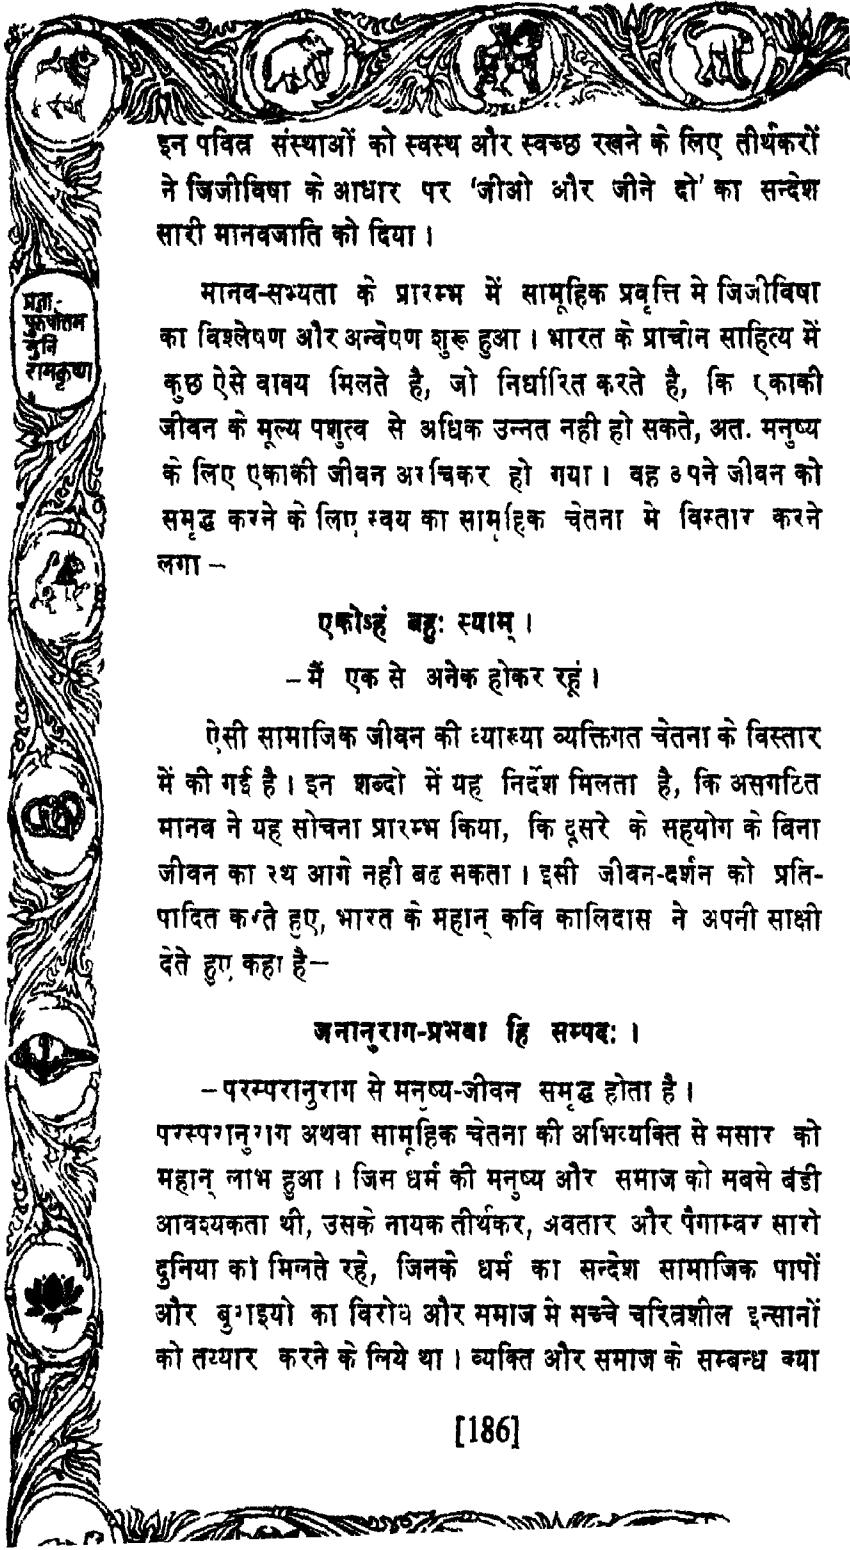 इन पवित्र संस्थाओं को स्वस्थ और स्वच्छ रखने के लिए तीर्थंकरों
ने जिजीविषा के आधार पर ‘जीओ और जीने दो’ का सन्देश
सारी मानवजाति को दिया ।
प्रज्ञा-
पुरुषोतम
मुनि
रामकृष्ण
मानव-सभ्यता के प्रारम्भ में सामूहिक प्रवृत्ति मे जिजीविषा
का विश्लेषण और अन्वेषण शुरू हुआ । भारत के प्राचीन साहित्य में
कुछ ऐसे वाक्य मिलते है, जो निर्धारित करते है, कि एकाकी
जीवन के मूल्य पशुत्व से अधिक उन्नत नही हो सकते, अत. मनुष्य
के लिए एकाकी जीवन अरुचिकर हो गया । वह अपने जीवन को
समृद्ध करने के लिए स्वय का सामूहिक चेतना मे विस्तार करने
लगा –
एकोऽहं बहुः स्याम् ।
– मैं एक से अनेक होकर रहूं ।
ऐसी सामाजिक जीवन की व्याख्या व्यक्तिगत चेतना के विस्तार
में की गई है । इन शब्दो में यह निर्देश मिलता है, कि असगटित
मानव ने यह सोचना प्रारम्भ किया, कि दूसरे के सहयोग के विना
जीवन का रथ आगे नही बढ सकता । इसी जीवन-दर्शन को प्रति-
पादित करते हुए, भारत के महान् कवि कालिदास ने अपनी साक्षी
देते हुए कहा है–
जनानुराग-प्रभवा हि सम्पदः ।
– परस्परानुराग से मनुष्य-जीवन समृद्ध होता है ।
परस्परानुराग अथवा सामूहिक चेतना की अभिव्यक्ति से ससार को
महान् लाभ हुआ । जिस धर्म की मनुष्य और समाज को सबसे बडी
आवश्यकता थी, उसके नायक तीर्थंकर, अवतार और पैगाम्बर सारी
दुनिया को मिलते रहे, जिनके धर्म का सन्देश सामाजिक पापों
और बुराइयो का विरोध और समाज मे सच्चे चरित्रशील इन्सानों
को तय्यार करने के लिये था । व्यक्ति और समाज के सम्बन्ध क्या
[186]